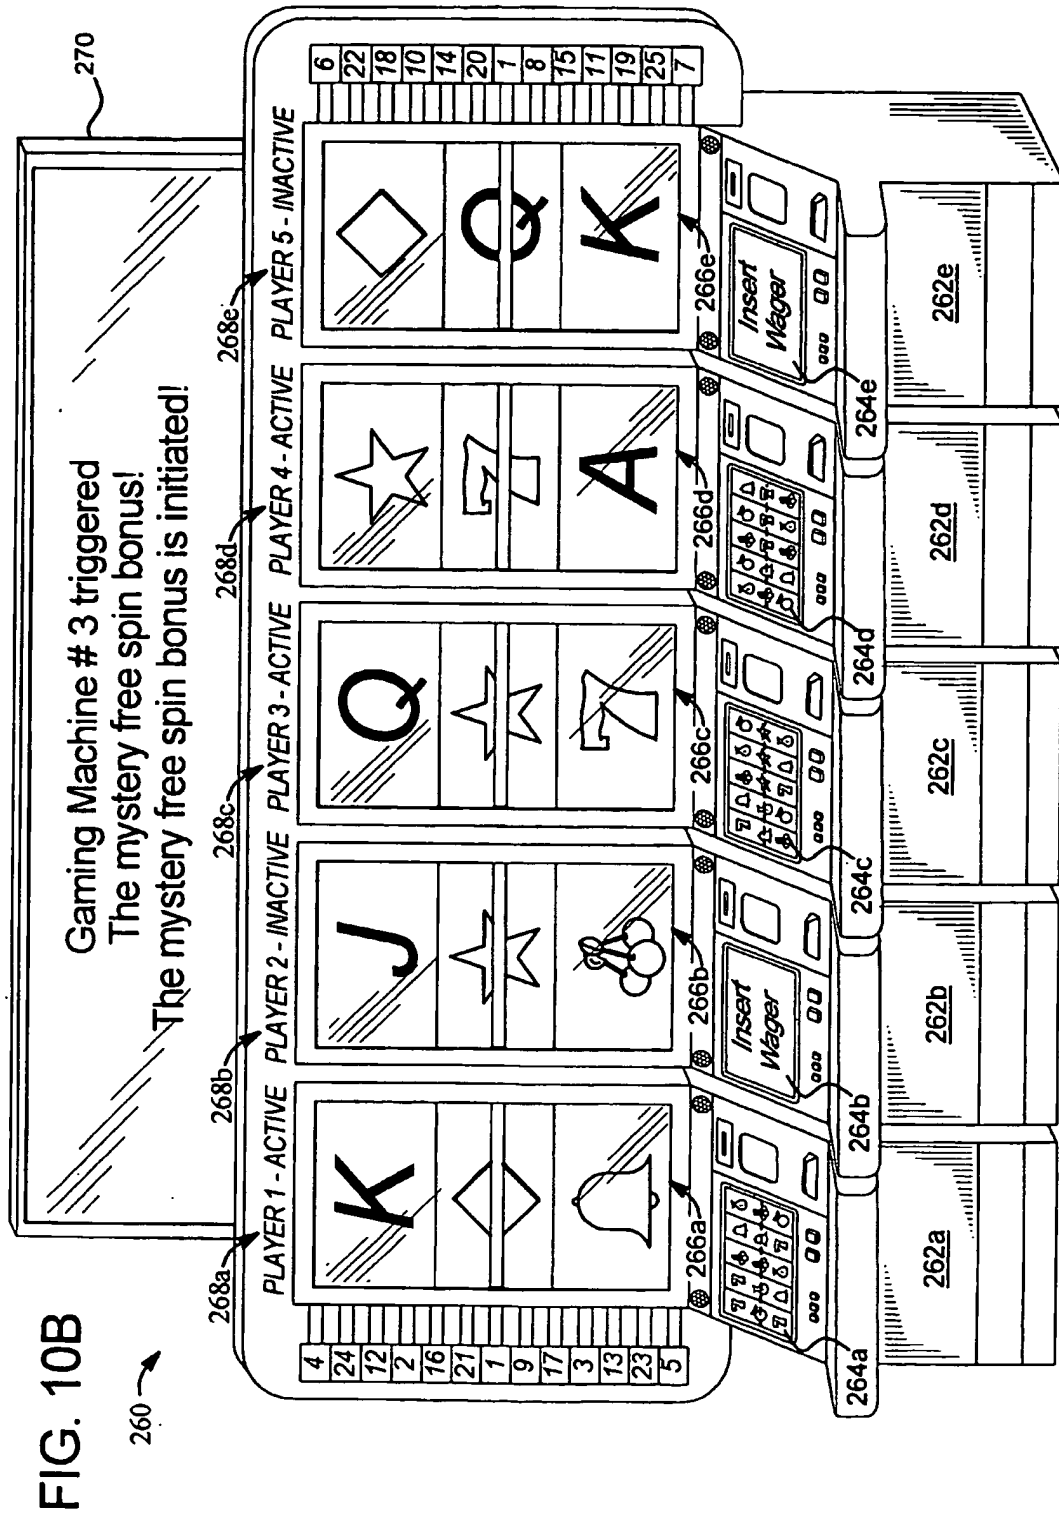 FIG. 10B
260
270
Gaming Machine # 3 triggered
The mystery free spin bonus!
The mystery free spin bonus is initiated!
268a
268b
268c
268d
268e
PLAYER 1 - ACTIVE
PLAYER 2 - INACTIVE
PLAYER 3 - ACTIVE
PLAYER 4 - ACTIVE
PLAYER 5 - INACTIVE
4
24
12
2
16
21
1
9
17
3
13
23
5
K
J
Q
7
7
A
Q
K
6
22
18
10
14
20
1
8
15
11
19
25
7
266a
266b
266c
266d
266e
Insert
Wager
Insert
Wager
264a
264b
264c
264d
264e
262a
262b
262c
262d
262e